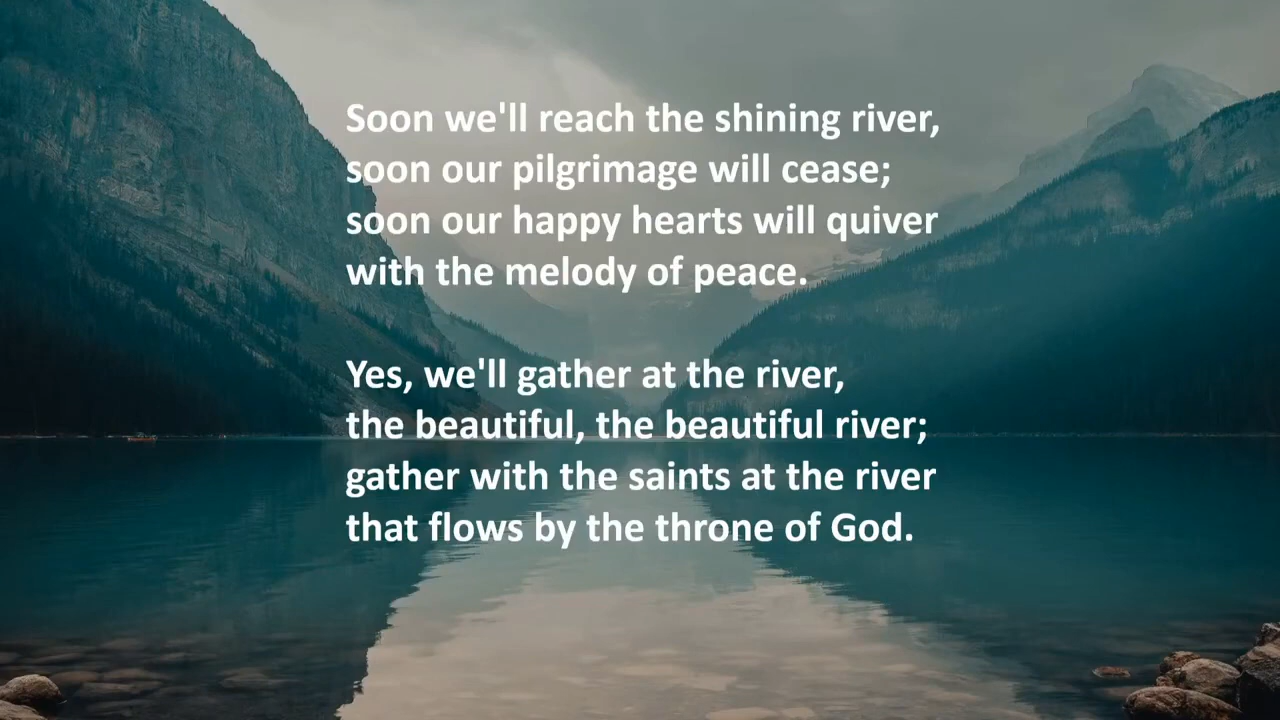 Soon we'll reach the shining river,
soon our pilgrimage will cease;
soon our happy hearts will quiver
with the melody of peace.
Yes, we'll gather at the river,
the beautiful, the beautiful river;
gather with the saints at the river
that flows by the throne of God.